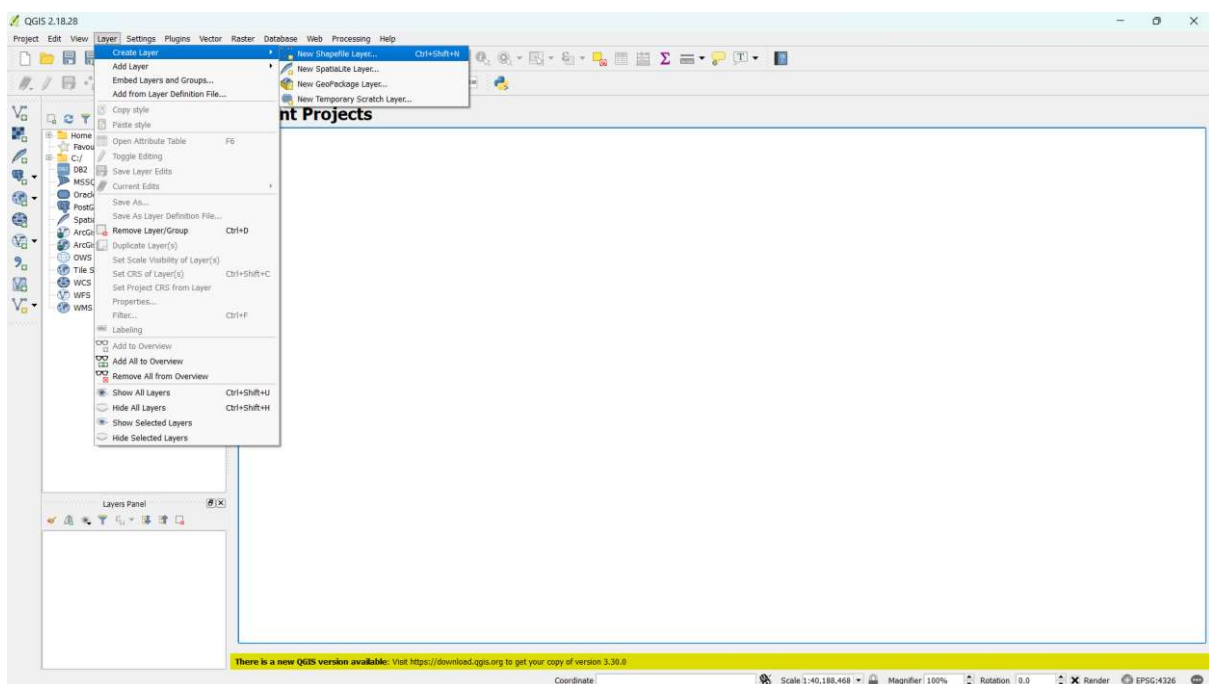 QGIS 2.18.28
Project Edit View Layer Settings Plugins Vector Raster Database Web Processing Help
Create Layer
New Shapefile Layer... Ctrl+Shift+N
Add Layer
New SpatiaLite Layer...
Embed Layers and Groups...
New GeoPackage Layer...
Add from Layer Definition File...
New Temporary Scratch Layer...
Copy style
nt Projects
Paste style
Home
Favou
Open Attribute Table F6
C:/
Toggle Editing
DB2
Save Layer Edits
MSSQ
Current Edits
Oracl
Save As...
PostG
Save As Layer Definition File...
Spatia
Remove Layer/Group Ctrl+D
ArcGi
Duplicate Layer(s)
ArcGi
OWS
Set Scale Visibility of Layer(s)
Tile S
Set CRS of Layer(s) Ctrl+Shift+C
WCS
Set Project CRS from Layer
WFS
Properties...
WMS
Filter... Ctrl+F
Labeling
Add to Overview
Add All to Overview
Remove All from Overview
Show All Layers Ctrl+Shift+U
Hide All Layers Ctrl+Shift+H
Show Selected Layers
Hide Selected Layers
Layers Panel
There is a new QGIS version available: Visit https://download.qgis.org to get your copy of version 3.30.0
Coordinate Scale 1:40,188,468 Magnifier 100% Rotation 0.0 Render EPSG:4326